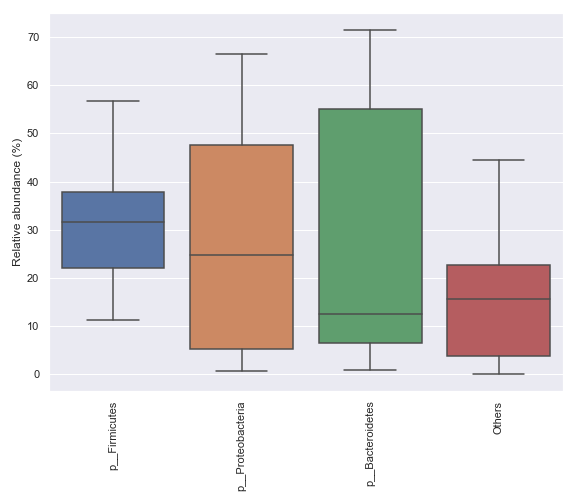 70
60
50
40
30
20
10
0
Relative abundance (%)
p__Firmicutes
p__Proteobacteria
p__Bacteroidetes
Others